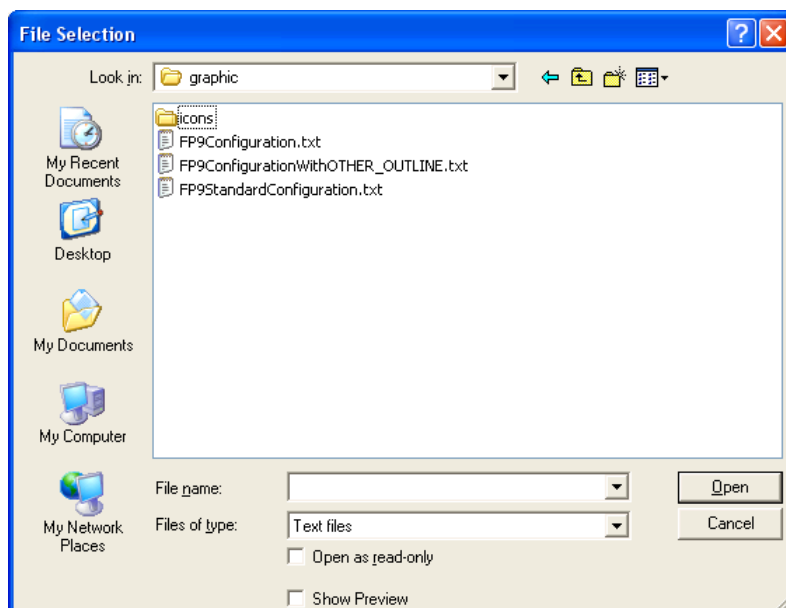 File Selection
Look in:
graphic
icons
FP9Configuration.txt
FP9ConfigurationWithOTHER_OUTLINE.txt
FP9StandardConfiguration.txt
My Recent
Documents
Desktop
My Documents
My Computer
My Network
Places
File name:
Open
Files of type:
Text files
Cancel
Open as read-only
Show Preview